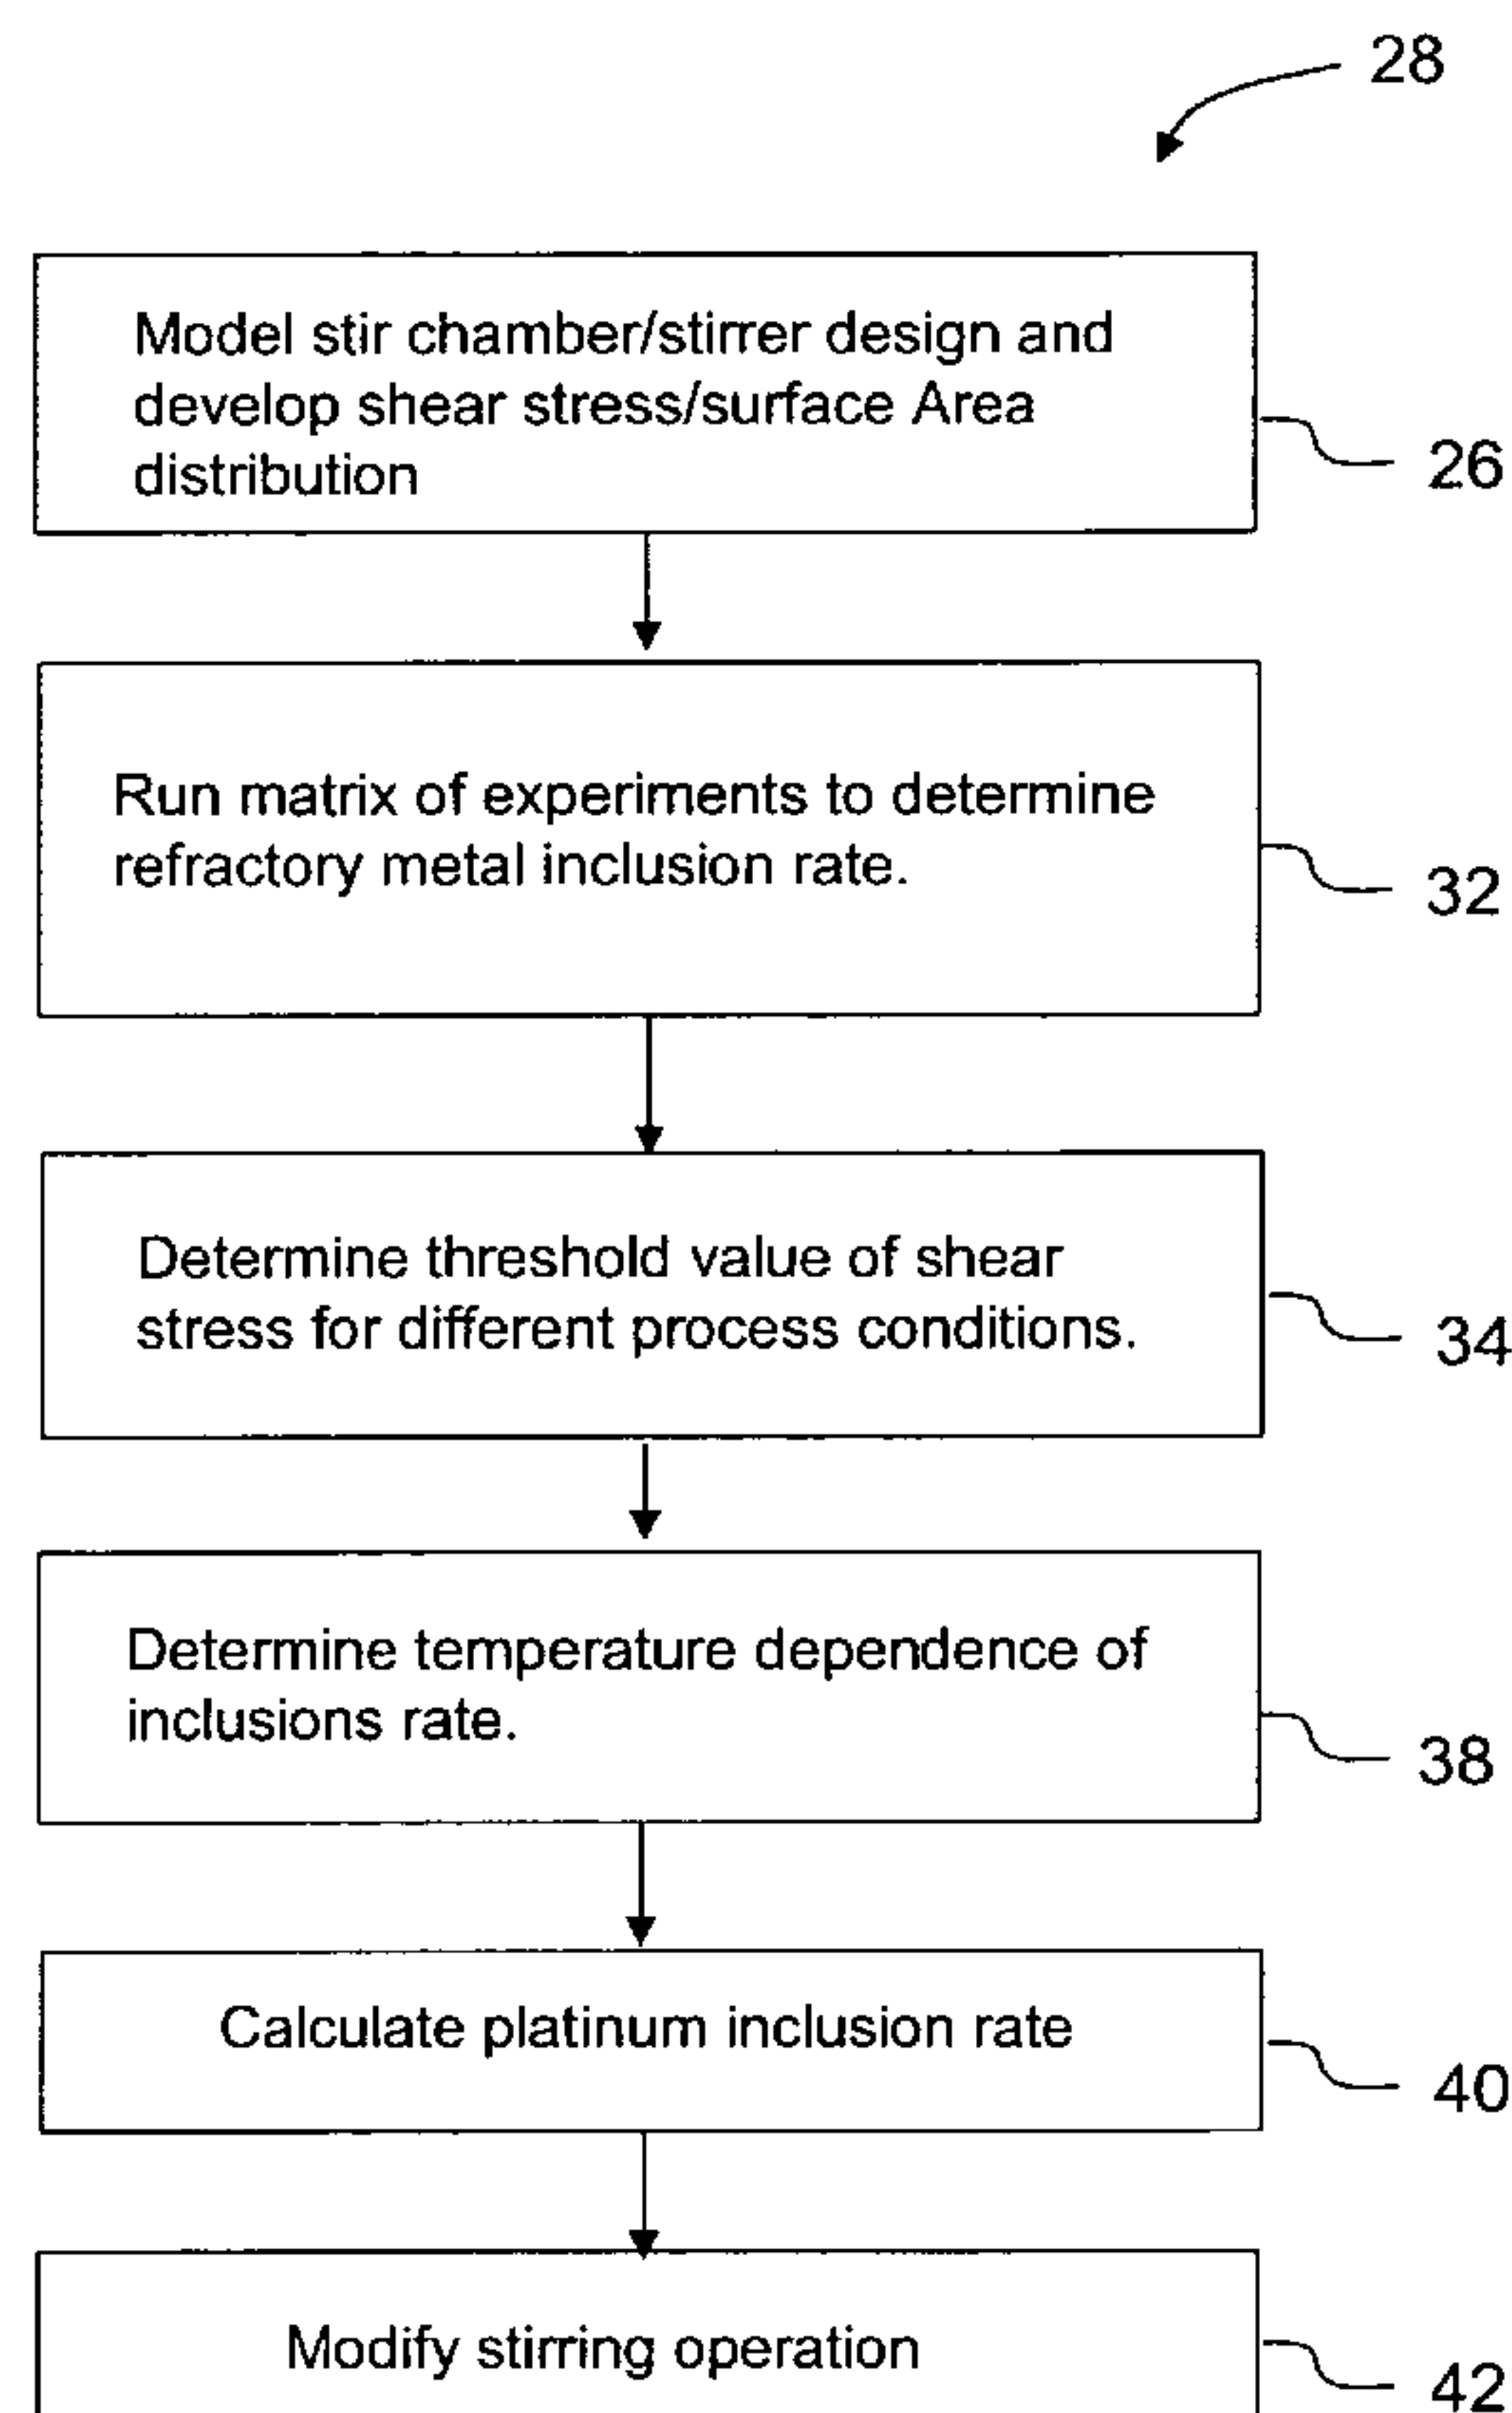 28
Model stir chamber/stirrer design and
develop shear stress/surface Area
distribution
26
Run matrix of experiments to determine
refractory metal inclusion rate.
32
Determine threshold value of shear
stress for different process conditions.
34
Determine temperature dependence of
inclusions rate.
38
Calculate platinum inclusion rate
40
Modify stirring operation
42